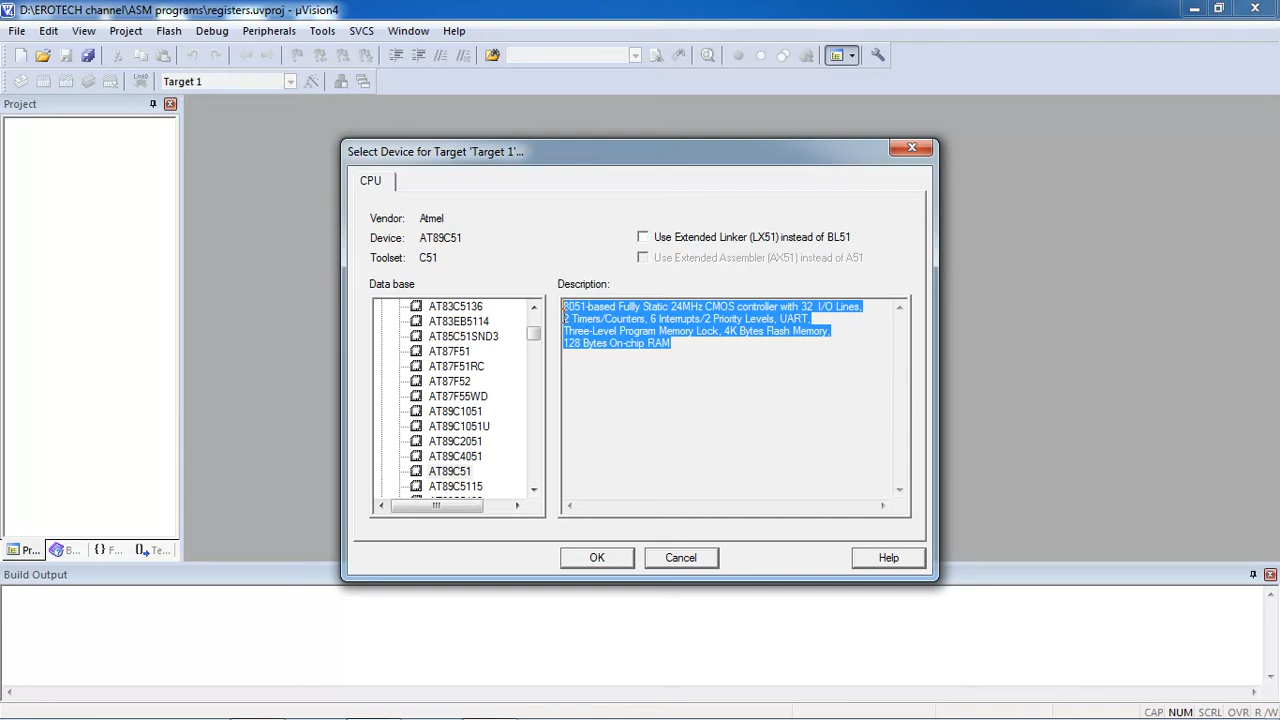 D:\EROTECH channel\ASM programs\registers.uvproj - µVision4
File Edit View Project Flash Debug Peripherals Tools SVCS Window Help
LOAD
Target 1
Project
Select Device for Target 'Target 1'...
CPU
Vendor: Atmel
Device: AT89C51
Toolset: C51
Use Extended Linker (LX51) instead of BL51
Use Extended Assembler (AX51) instead of A51
Data base
Description:
AT83C5136
AT83EB5114
AT85C51SND3
AT87F51
AT87F51RC
AT87F52
AT87F55WD
AT89C1051
AT89C1051U
AT89C2051
AT89C4051
AT89C51
AT89C5115
8051-based Fullly Static 24MHz CMOS controller with 32 I/O Lines,
2 Timers/Counters, 6 Interrupts/2 Priority Levels, UART,
Three-Level Program Memory Lock, 4K Bytes Flash Memory,
128 Bytes On-chip RAM
OK Cancel Help
Pr... B... {} F... Te...
Build Output
CAP NUM SCRL OVR R/W